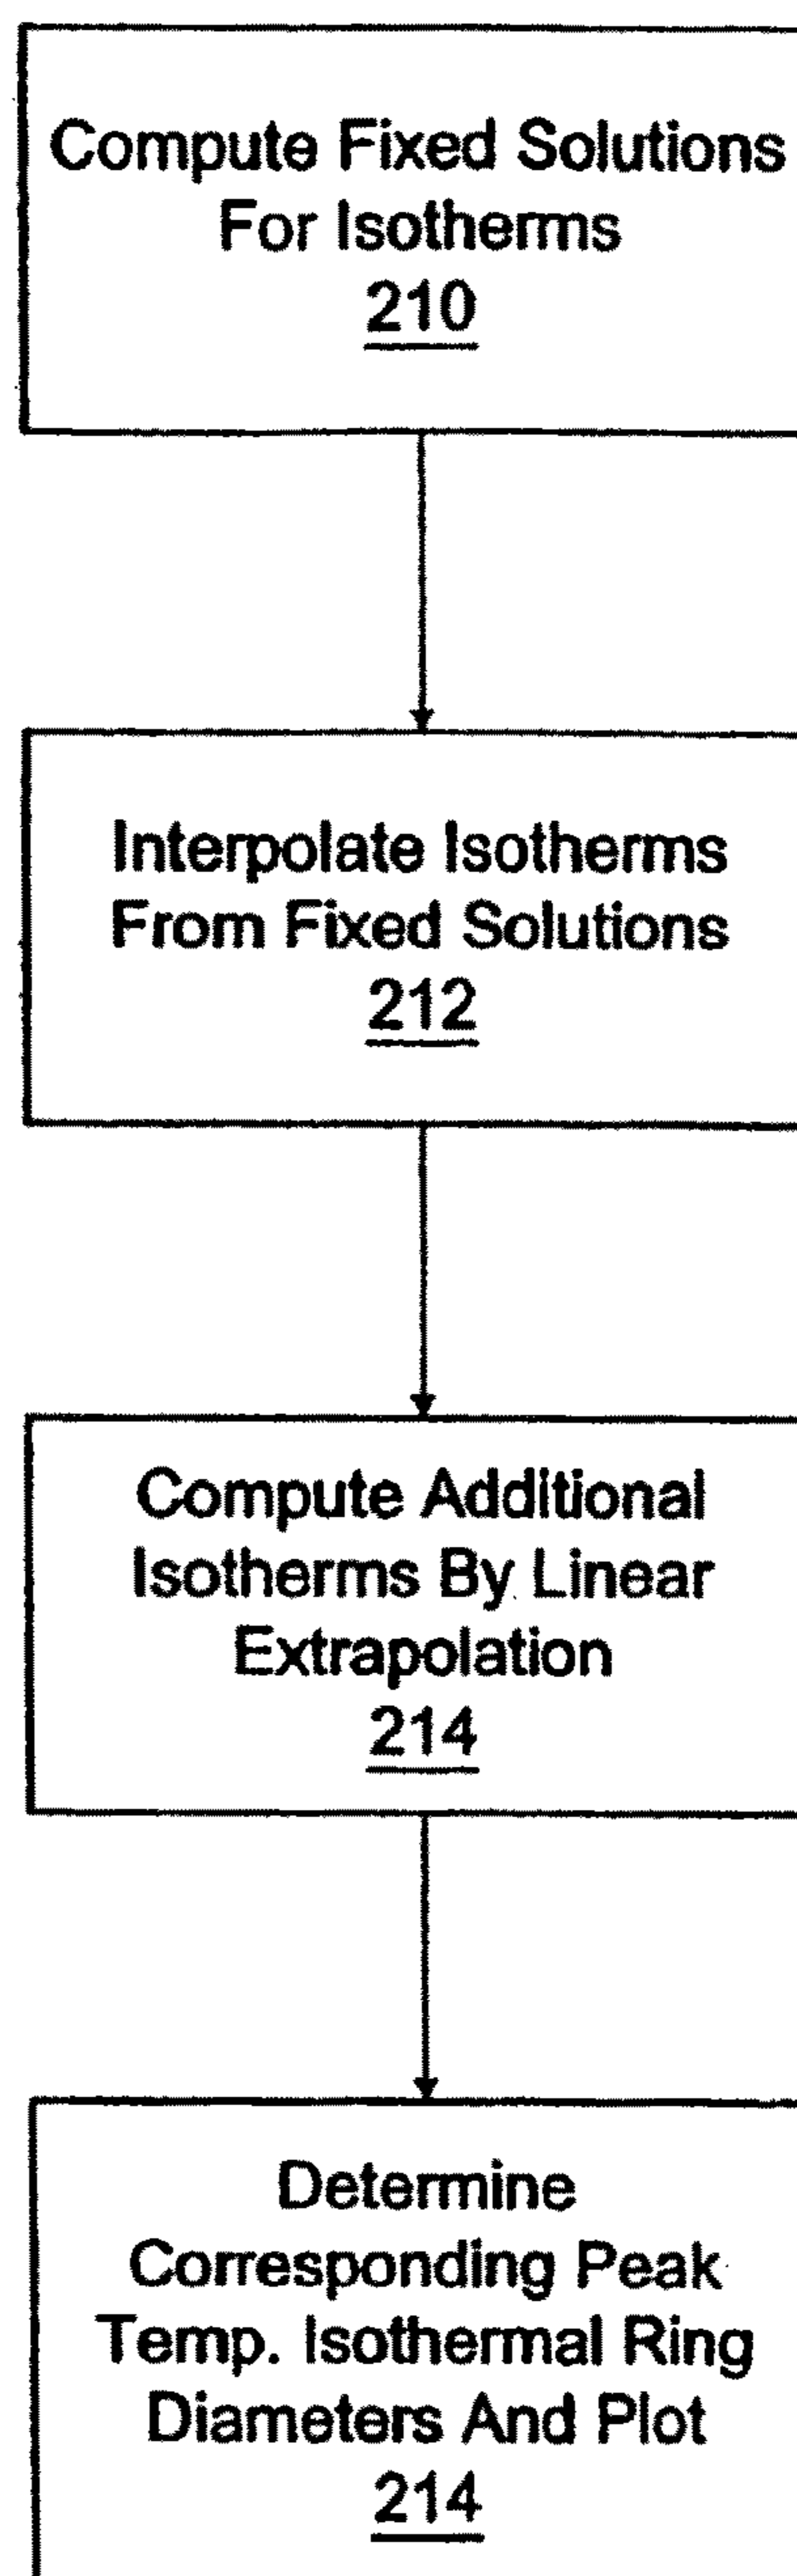 Compute Fixed Solutions
For Isotherms
210
Interpolate Isotherms
From Fixed Solutions
212
Compute Additional
Isotherms By Linear
Extrapolation
214
Determine
Corresponding Peak
Temp. Isothermal Ring
Diameters And Plot
214